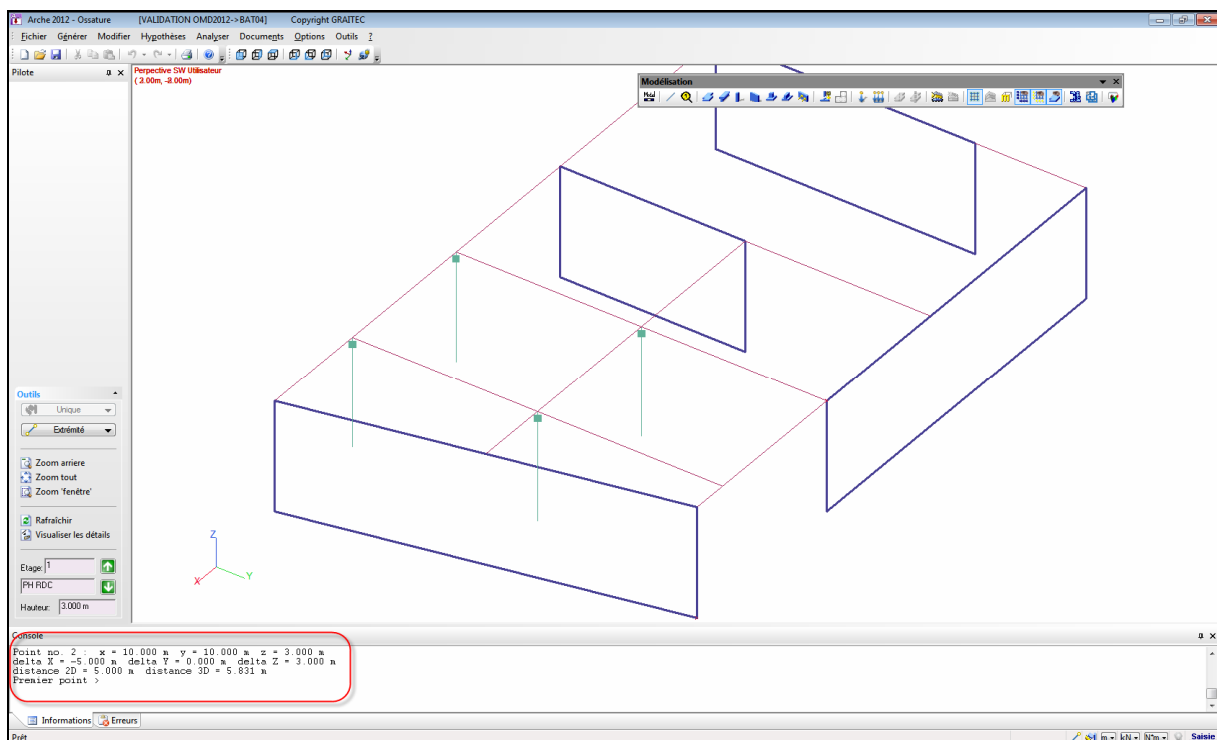 Arche 2012 - Ossature [VALIDATION OMD2012->BAT04] Copyright GRAITEC
Fichier Générer Modifier Hypothèses Analyser Documents Options Outils ?
Pilote
Perpective SW Utilisateur
( 3.00m, -3.00m)
Modélisation
Outils
Unique
Extrémité
Zoom arriere
Zoom tout
Zoom 'fenêtre'
Rafraîchir
Visualiser les détails
Etage: 1
PH RDC
Hauteur: 3.000 m
Z
X
Y
Console
Point no. 2 : x = 10.000 m y = 10.000 m z = 3.000 m
delta X = -5.000 m delta Y = 0.000 m delta Z = 3.000 m
distance 2D = 5.000 m distance 3D = 5.831 m
Premier point >
Informations Erreurs
Prêt m kN N*m Saisie